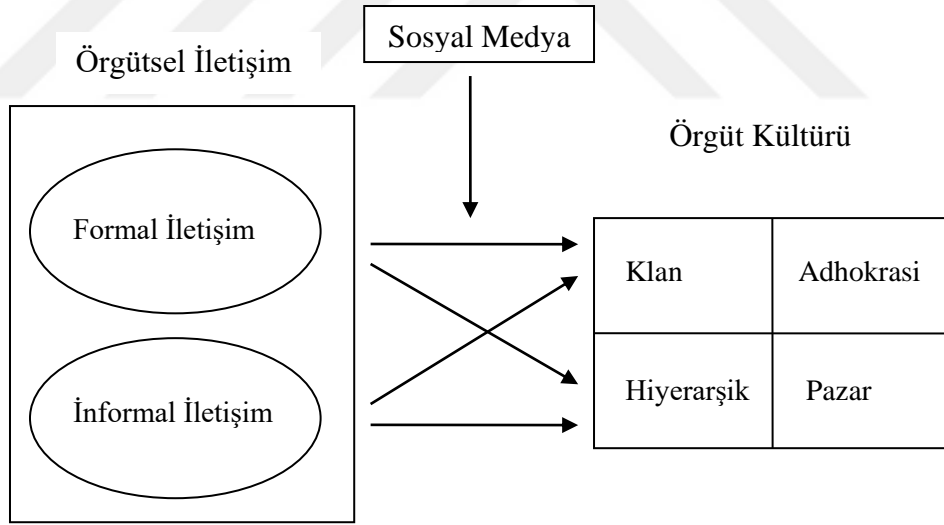 Sosyal Medya
Örgütsel İletişim
Örgüt Kültürü
Formal İletişim
Klan
Adhokrasi
Hiyerarşik
Pazar
İnformal İletişim